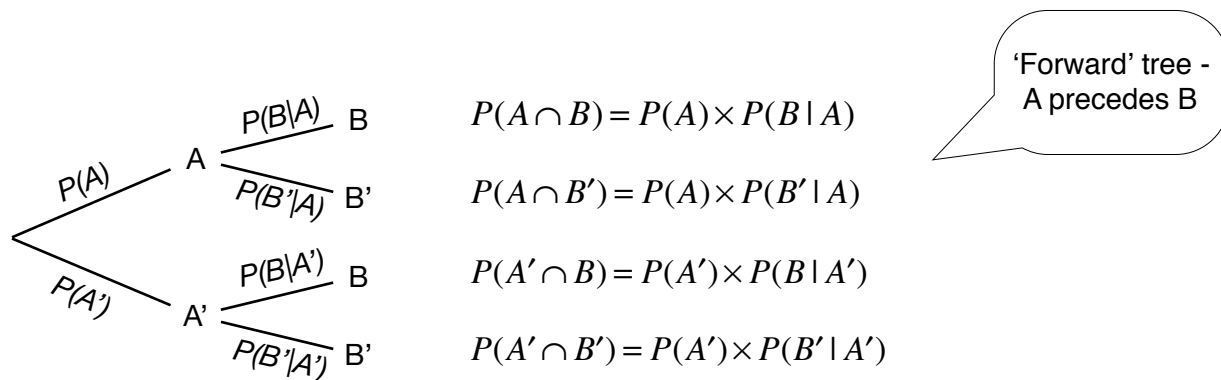 ‘Forward’ tree -
A precedes B
P(B|A) B P(A ∩ B) = P(A) × P(B | A)
P(A) A
P(B’|A) B’ P(A ∩ B′) = P(A) × P(B′ | A)
P(B|A’) B P(A′ ∩ B) = P(A′) × P(B | A′)
P(A’) A’
P(B’|A’) B’ P(A′ ∩ B′) = P(A′) × P(B′ | A′)